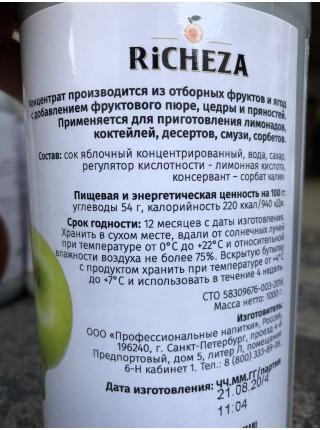 RiCHEZA
Концентрат производится из отборных фруктов и ягод
с добавлением фруктового пюре, цедры и пряностей.
Применяется для приготовления лимонадов,
коктейлей, десертов, смузи, сорбетов.
Состав: сок яблочный концентрированный, вода, сахар,
регулятор кислотности - лимонная кислота,
консервант – сорбат калия.
Пищевая и энергетическая ценность на 100 г:
углеводы 54 г, калорийность 220 ккал/940 кДж.
Срок годности: 12 месяцев с даты изготовления.
Хранить в сухом месте, вдали от солнечных лучей
при температуре от 0°С до +22°С и относительной
влажности воздуха не более 75%. Вскрытую бутылку
с продуктом хранить при температуре от +4°С
до +7°С и использовать в течение 4 недель.
СТО 58309676-003-2016
Масса нетто: 1000 г.
Изготовитель:
ООО «Профессиональные напитки», Россия,
196240, г. Санкт-Петербург, проезд 4-й
Предпортовый, дом 5, литер Л, помещение
6-Н кабинет 1. Тел.: 8 (800) 333-89-06.
Дата изготовления: ЧЧ.ММ.ГГ/партия
21.08.20/4
11:04